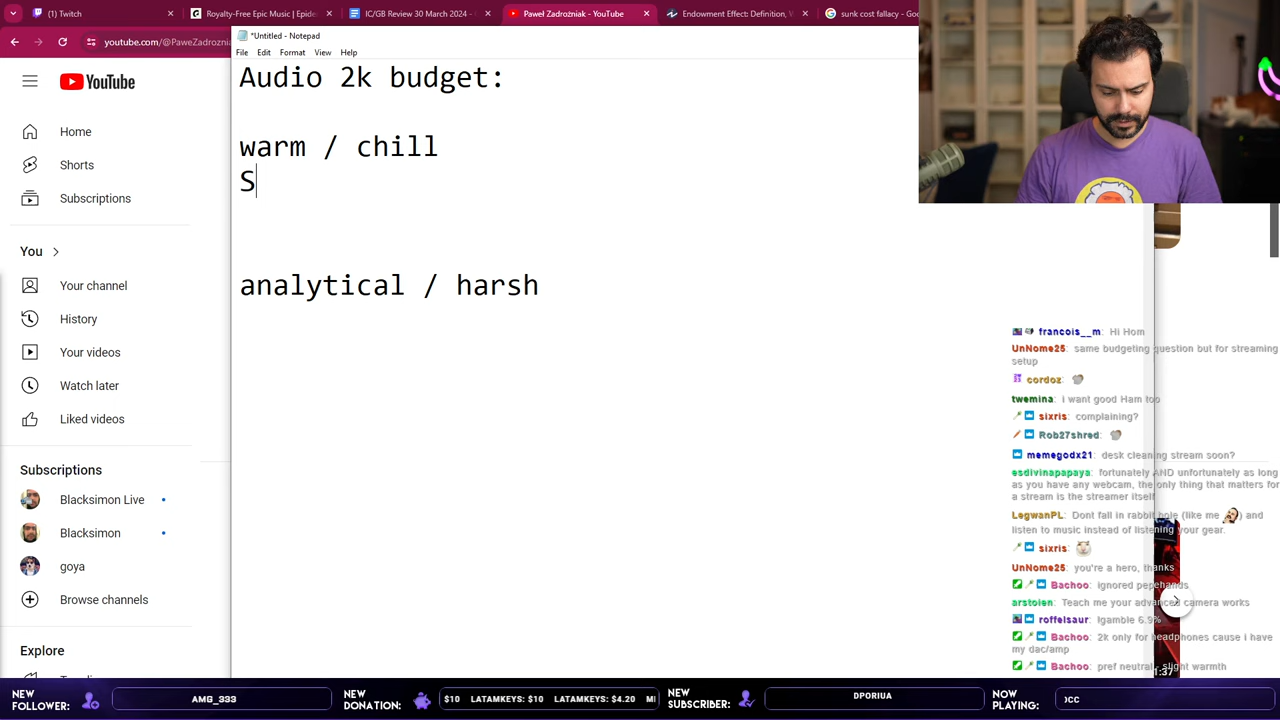 (1) Twitch
Royalty-Free Epic Music | Epide
IC/GB Review 30 March 2024 -
Paweł Zadrożniak - YouTube
Endowment Effect: Definition, W
sunk cost fallacy - Goo
youtube.com/@PaweZadrozni
*Untitled - Notepad
File Edit Format View Help
YouTube
Audio 2k budget:
Home
warm / chill
Shorts
S
Subscriptions
You
Your channel
analytical / harsh
History
Your videos
Watch later
Liked videos
Subscriptions
Blacksimon Live
Blacksimon
goya
Browse channels
Explore
francois__m: Hi Hom
UnNome25: same budgeting question but for streaming
setup
cordoz:
twemina: i want good Ham too
sixris: complaining?
Rob27shred:
memegodx21: desk cleaning stream soon?
esdivinapapaya: fortunately AND unfortunately as long
as you have any webcam, the only thing that matters for
a stream is the streamer itself
LegwanPL: Dont fall in rabbit hole (like me ) and
listen to music instead of listening your gear.
sixris:
UnNome25: you're a hero, thanks
Bachoo: ignored pepehands
arstoien: Teach me your advanced camera works
roffelsaur: !gamble 6.9%
Bachoo: 2k only for headphones cause i have
my dac/amp
Bachoo: pref neutral - slight warmth
1:37
NEW
FOLLOWER:
AMG_333
NEW
DONATION:
$10 LATAMKEYS: $10 LATAMKEYS: $4.20
NEW
SUBSCRIBER:
DPORIUA
NOW
PLAYING: